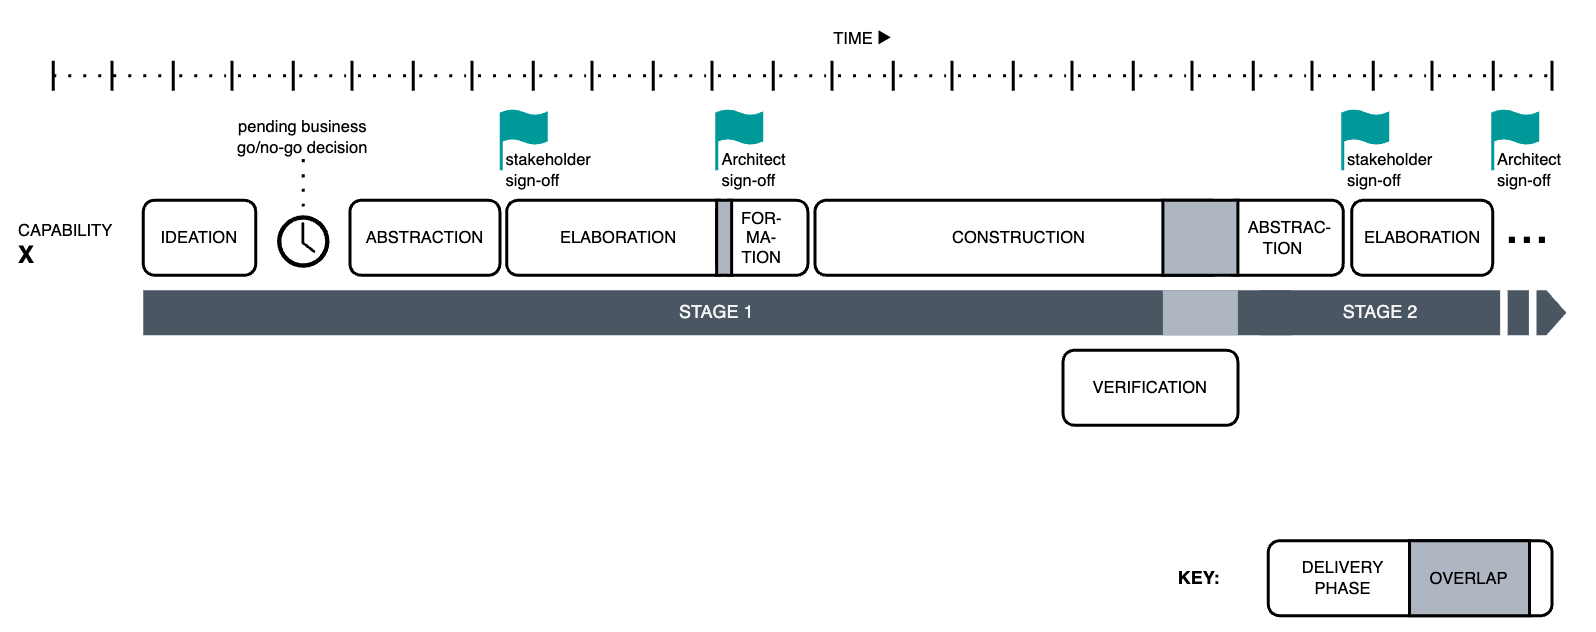 TIME
pending business
go/no-go decision
stakeholder
sign-off
Architect
sign-off
stakeholder
sign-off
Architect
sign-off
CAPABILITY
X
IDEATION
ABSTRACTION
ELABORATION
FOR-
MA-
TION
CONSTRUCTION
ABSTRAC-
TION
ELABORATION
...
STAGE 1
STAGE 2
VERIFICATION
KEY:
DELIVERY
PHASE
OVERLAP